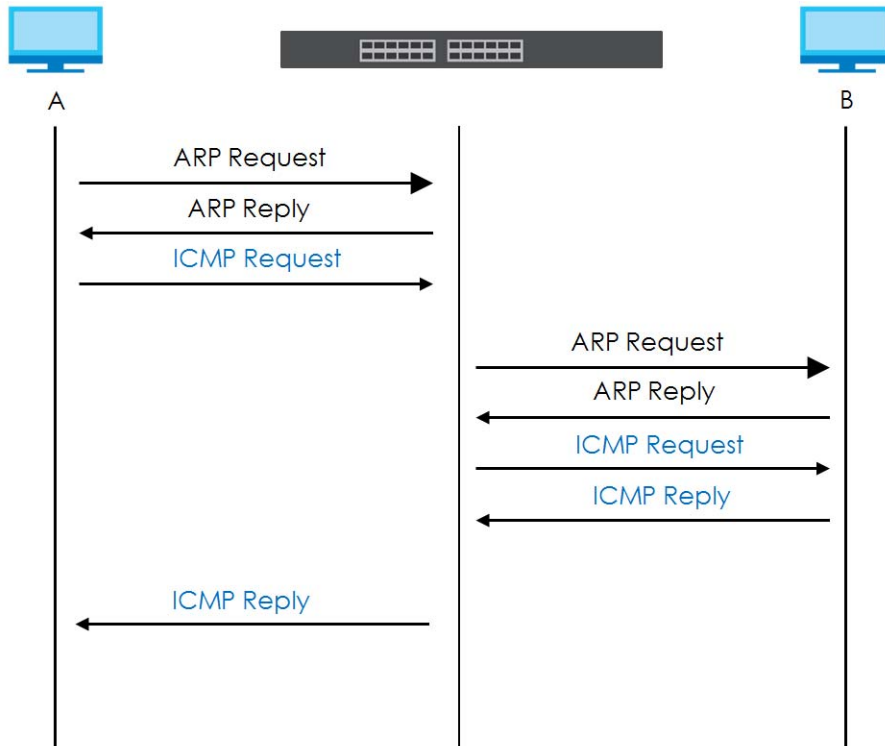 A
B
ARP Request
ARP Reply
ICMP Request
ARP Request
ARP Reply
ICMP Request
ICMP Reply
ICMP Reply